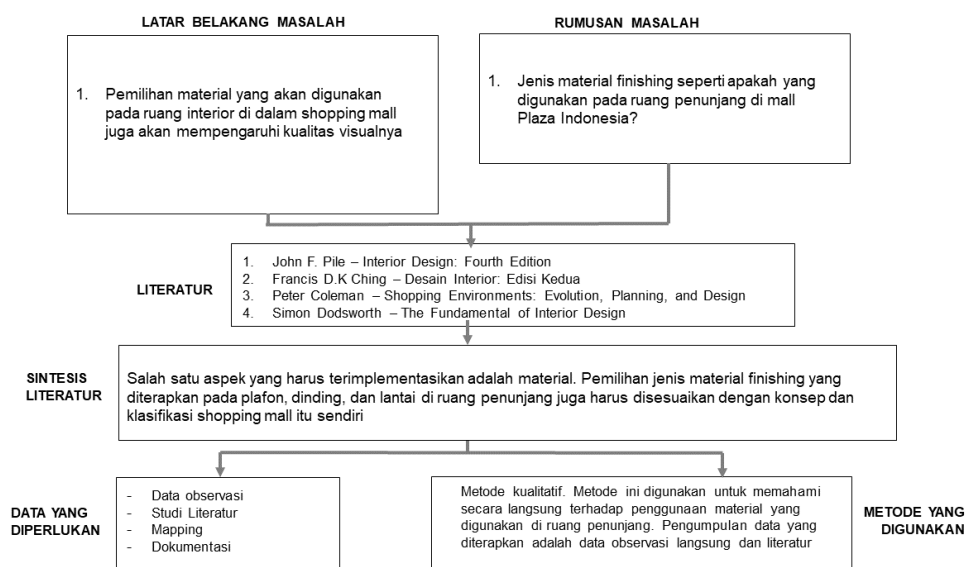 LATAR BELAKANG MASALAH
1. Pemilihan material yang akan digunakan
pada ruang interior di dalam shopping mall
juga akan mempengaruhi kualitas visualnya
RUMUSAN MASALAH
1. Jenis material finishing seperti apakah yang
digunakan pada ruang penunjang di mall
Plaza Indonesia?
LITERATUR
1. John F. Pile – Interior Design: Fourth Edition
2. Francis D.K Ching – Desain Interior: Edisi Kedua
3. Peter Coleman – Shopping Environments: Evolution, Planning, and Design
4. Simon Dodsworth – The Fundamental of Interior Design
SINTESIS
LITERATUR
Salah satu aspek yang harus terimplementasikan adalah material. Pemilihan jenis material finishing yang
diterapkan pada plafon, dinding, dan lantai di ruang penunjang juga harus disesuaikan dengan konsep dan
klasifikasi shopping mall itu sendiri
DATA YANG
DIPERLUKAN
- Data observasi
- Studi Literatur
- Mapping
- Dokumentasi
Metode kualitatif. Metode ini digunakan untuk memahami
secara langsung terhadap penggunaan material yang
digunakan di ruang penunjang. Pengumpulan data yang
diterapkan adalah data observasi langsung dan literatur
METODE YANG
DIGUNAKAN